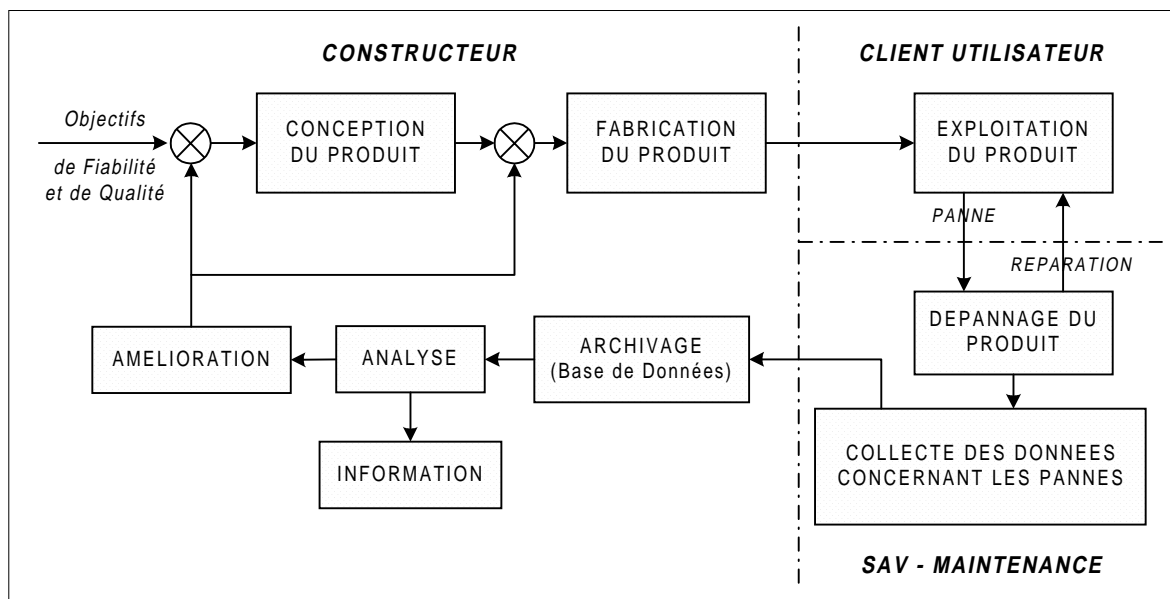 CONSTRUCTEUR
CLIENT UTILISATEUR
Objectifs
de Fiabilité
et de Qualité
CONCEPTION
DU PRODUIT
FABRICATION
DU PRODUIT
EXPLOITATION
DU PRODUIT
PANNE
REPARATION
DEPANNAGE DU
PRODUIT
AMELIORATION
ANALYSE
ARCHIVAGE
(Base de Données)
INFORMATION
COLLECTE DES DONNEES
CONCERNANT LES PANNES
SAV - MAINTENANCE